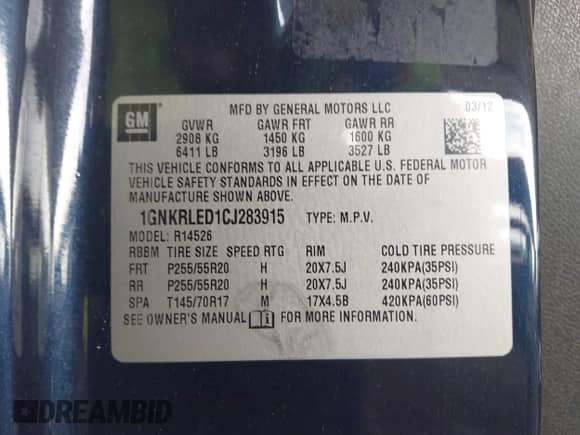 GM
MFD BY GENERAL MOTORS LLC 03/12
GVWR GAWR FRT GAWR RR
2908 KG 1450 KG 1600 KG
6411 LB 3196 LB 3527 LB
THIS VEHICLE CONFORMS TO ALL APPLICABLE U.S. FEDERAL MOTOR
VEHICLE SAFETY STANDARDS IN EFFECT ON THE DATE OF
MANUFACTURE SHOWN ABOVE.
1GNKRLED1CJ283915 TYPE: M.P.V.
MODEL: R14526
RBBM TIRE SIZE SPEED RTG RIM COLD TIRE PRESSURE
FRT P255/55R20 H 20X7.5J 240KPA(35PSI)
RR P255/55R20 H 20X7.5J 240KPA(35PSI)
SPA T145/70R17 M 17X4.5B 420KPA(60PSI)
SEE OWNER'S MANUAL FOR MORE INFORMATION.
DREAMBID